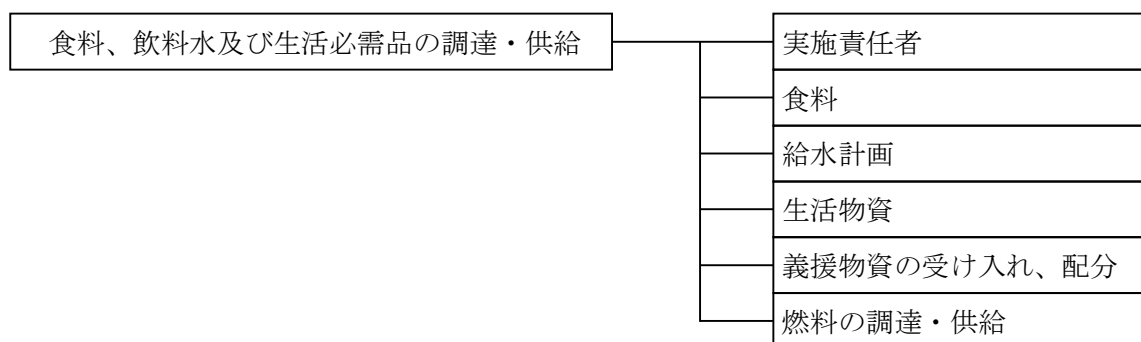 食料、飲料水及び生活必需品の調達・供給
実施責任者
食料
給水計画
生活物資
義援物資の受け入れ、配分
燃料の調達・供給